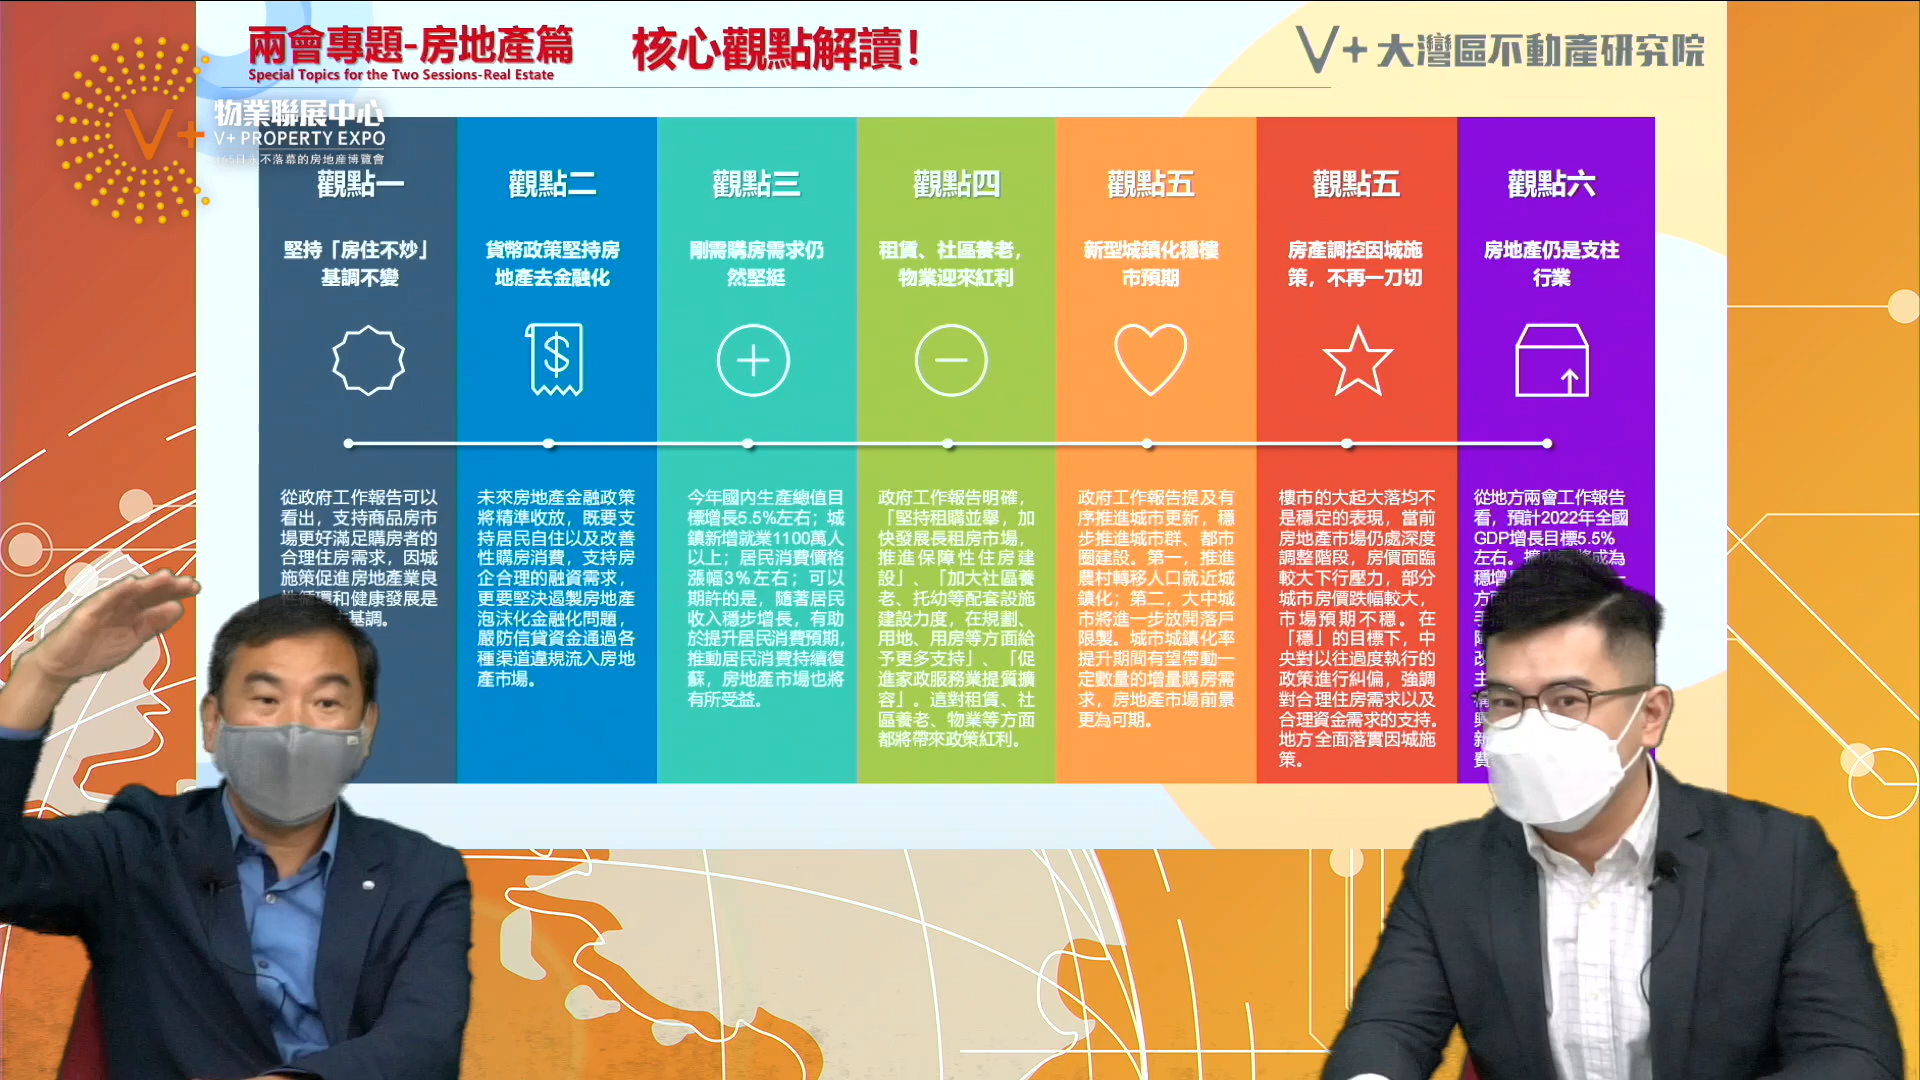 兩會專題-房地產篇
Special Topics for the Two Sessions-Real Estate
核心觀點解讀！
V+ 大灣區不動產研究院
V+
物業聯展中心
V+ PROPERTY EXPO
不落幕的房地産博覽會
觀點一
堅持「房住不炒」
基調不變
從政府工作報告可以
看出，支持商品房市
場更好滿足購房者的
合理住房需求，因城
施策促進房地產業良
性循環和健康發展是
基調。
觀點二
貨幣政策堅持房
地產去金融化
未來房地產金融政策
將精準收放，既要支
持居民自住以及改善
性購房消費，支持房
企合理的融資需求，
更要堅決遏製房地產
泡沫化金融化問題，
嚴防信貸資金通過各
種渠道違規流入房地
產市場。
觀點三
剛需購房需求仍
然堅挺
今年國内生產總值目
標增長5.5%左右；城
鎮新增就業1100萬人
以上；居民消費價格
漲幅3%左右；可以
期許的是，隨著居民
收入穩步增長，有助
於提升居民消費預期，
推動居民消費持續復
蘇，房地產市場也將
有所受益。
觀點四
租賃、社區養老，
物業迎來紅利
政府工作報告明確，
「堅持租購並舉，加
快發展長租房市場，
推進保障性住房建
設」、「加大社區養
老、托幼等配套設施
建設力度，在規劃、
用地、用房等方面給
予更多支持」、「促
進家政服務業提質擴
容」。這對租賃、社
區養老、物業等方面
都將帶來政策紅利。
觀點五
新型城鎮化穩樓
市預期
政府工作報告提及有
序推進城市更新，穩
步推進城市群、都市
圈建設。第一，推進
農村轉移人口就近城
鎮化；第二，大中城
市將進一步放開落戶
限製。城市城鎮化率
提升期間有望帶動一
定數量的增量購房需
求，房地產市場前景
更為可期。
觀點五
房產調控因城施
策，不再一刀切
樓市的大起大落均不
是穩定的表現，當前
房地產市場仍處深度
調整階段，房價面臨
較大下行壓力，部分
城市房價跌幅較大，
市場預期不穩。在
「穩」的目標下，中
央對以往過度執行的
政策進行糾偏，強調
對合理住房需求以及
合理資金需求的支持。
地方全面落實因城施
策。
觀點六
房地產仍是支柱
行業
從地方兩會工作報告
看，預計2022年全國
GDP增長目標5.5%
左右。擴内需將成為
穩增
方面